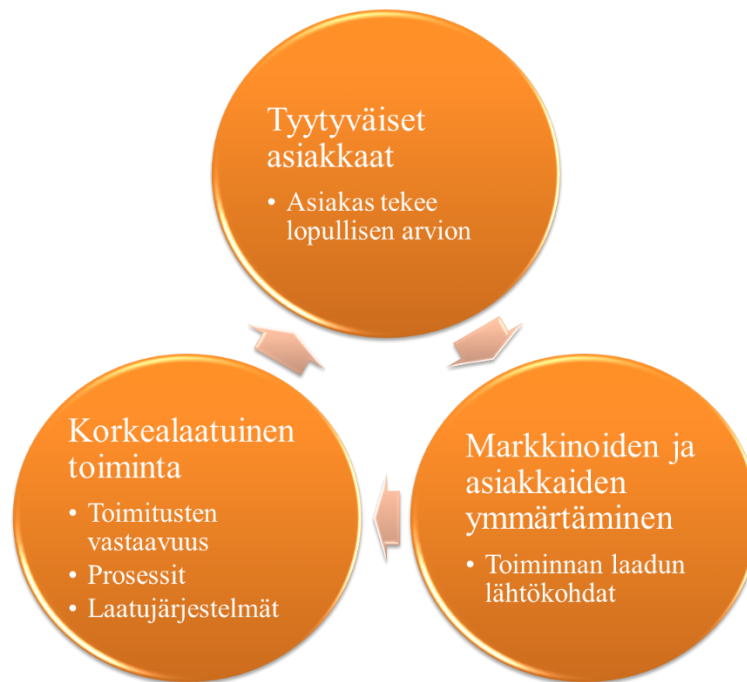 Tyytyväiset
asiakkaat
• Asiakas tekee
lopullisen arvion
Korkealaatuinen
toiminta
• Toimitusten
vastaavuus
• Prosessit
• Laatujärjestelmät
Markkinoiden ja
asiakkaiden
ymmärtäminen
• Toiminnan laadun
lähtökohdat